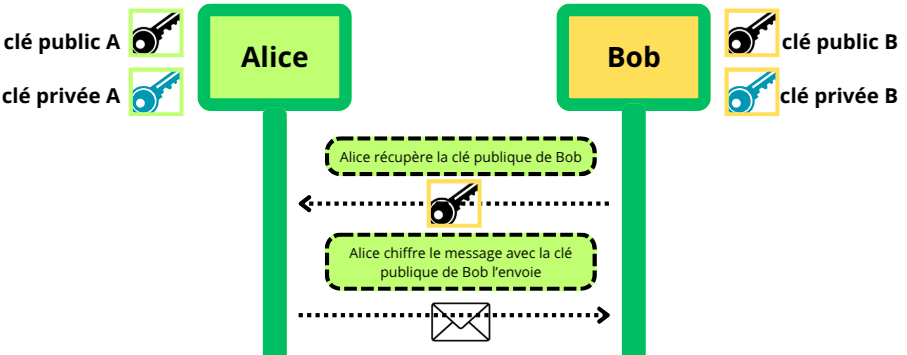 clé public A
Alice
Bob
clé public B
clé privée A
clé privée B
Alice récupère la clé publique de Bob
Alice chiffre le message avec la clé
publique de Bob l’envoie